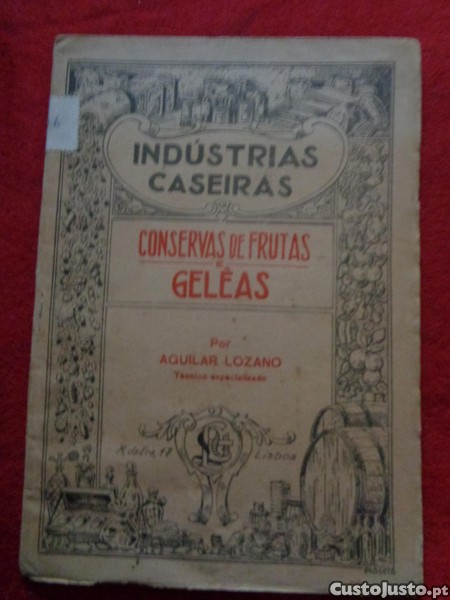 INDÚSTRIAS
CASEIRAS
CONSERVAS DE FRUTAS
E
GELÊAS
Por
AGUILAR LOZANO
Técnico especializado
Lisboa
CustoJusto.pt